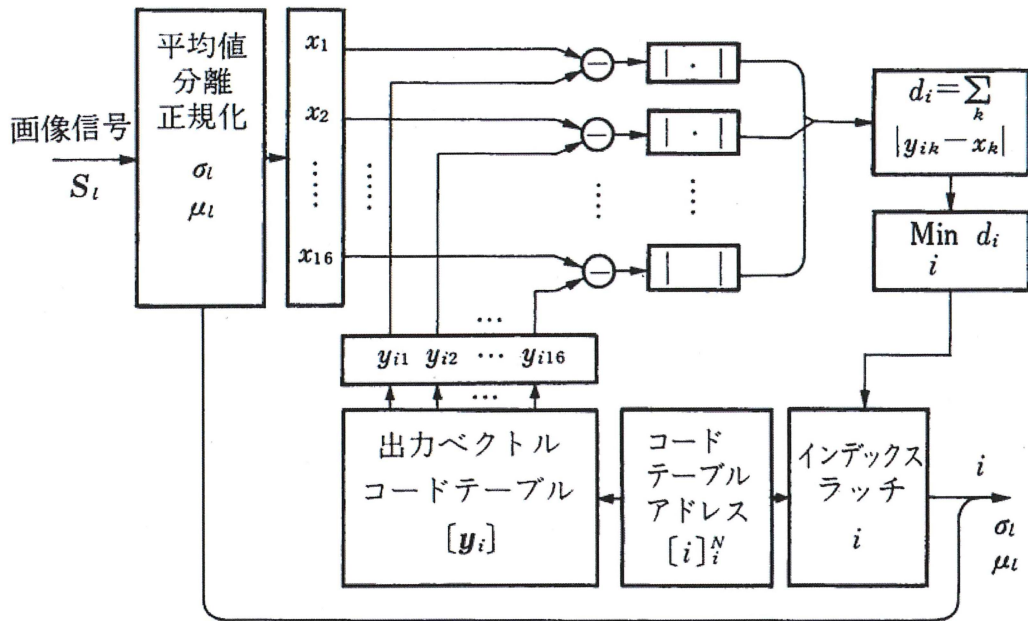 画像信号
S_l
平均値
分離
正規化
σ_l
μ_l
x_1
x_2
......
x_16
......
−
−
......
−
| · |
| · |
......
| |
d_i=∑_k
|y_ik−x_k|
Min d_i
i
...
y_i1 y_i2 ... y_i16
...
出力ベクトル
コードテーブル
[y_i]
コード
テーブル
アドレス
[i]_i^N
インデックス
ラッチ
i
i
σ_l
μ_l